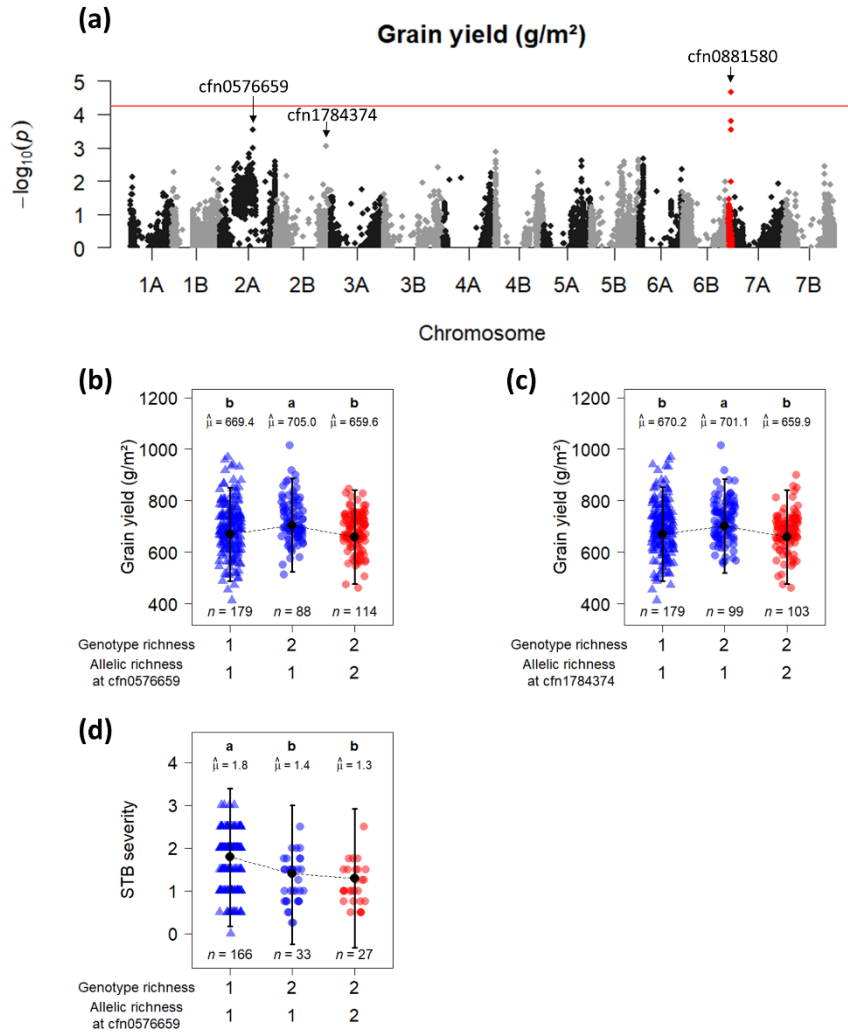 (a)
Grain yield (g/m²)
cfn0881580
cfn0576659
cfn1784374
−log10(p)
5
4
3
2
1
0
1A 1B 2A 2B 3A 3B 4A 4B 5A 5B 6A 6B 7A 7B
Chromosome
(b)
Grain yield (g/m²)
1200
1000
800
600
400
b a b
μ̂ = 669.4 μ̂ = 705.0 μ̂ = 659.6
n = 179 n = 88 n = 114
Genotype richness 1 2 2
Allelic richness
at cfn0576659 1 1 2
(c)
Grain yield (g/m²)
1200
1000
800
600
400
b a b
μ̂ = 670.2 μ̂ = 701.1 μ̂ = 659.9
n = 179 n = 99 n = 103
Genotype richness 1 2 2
Allelic richness
at cfn1784374 1 1 2
(d)
STB severity
4
3
2
1
0
a b b
μ̂ = 1.8 μ̂ = 1.4 μ̂ = 1.3
n = 166 n = 33 n = 27
Genotype richness 1 2 2
Allelic richness
at cfn0576659 1 1 2